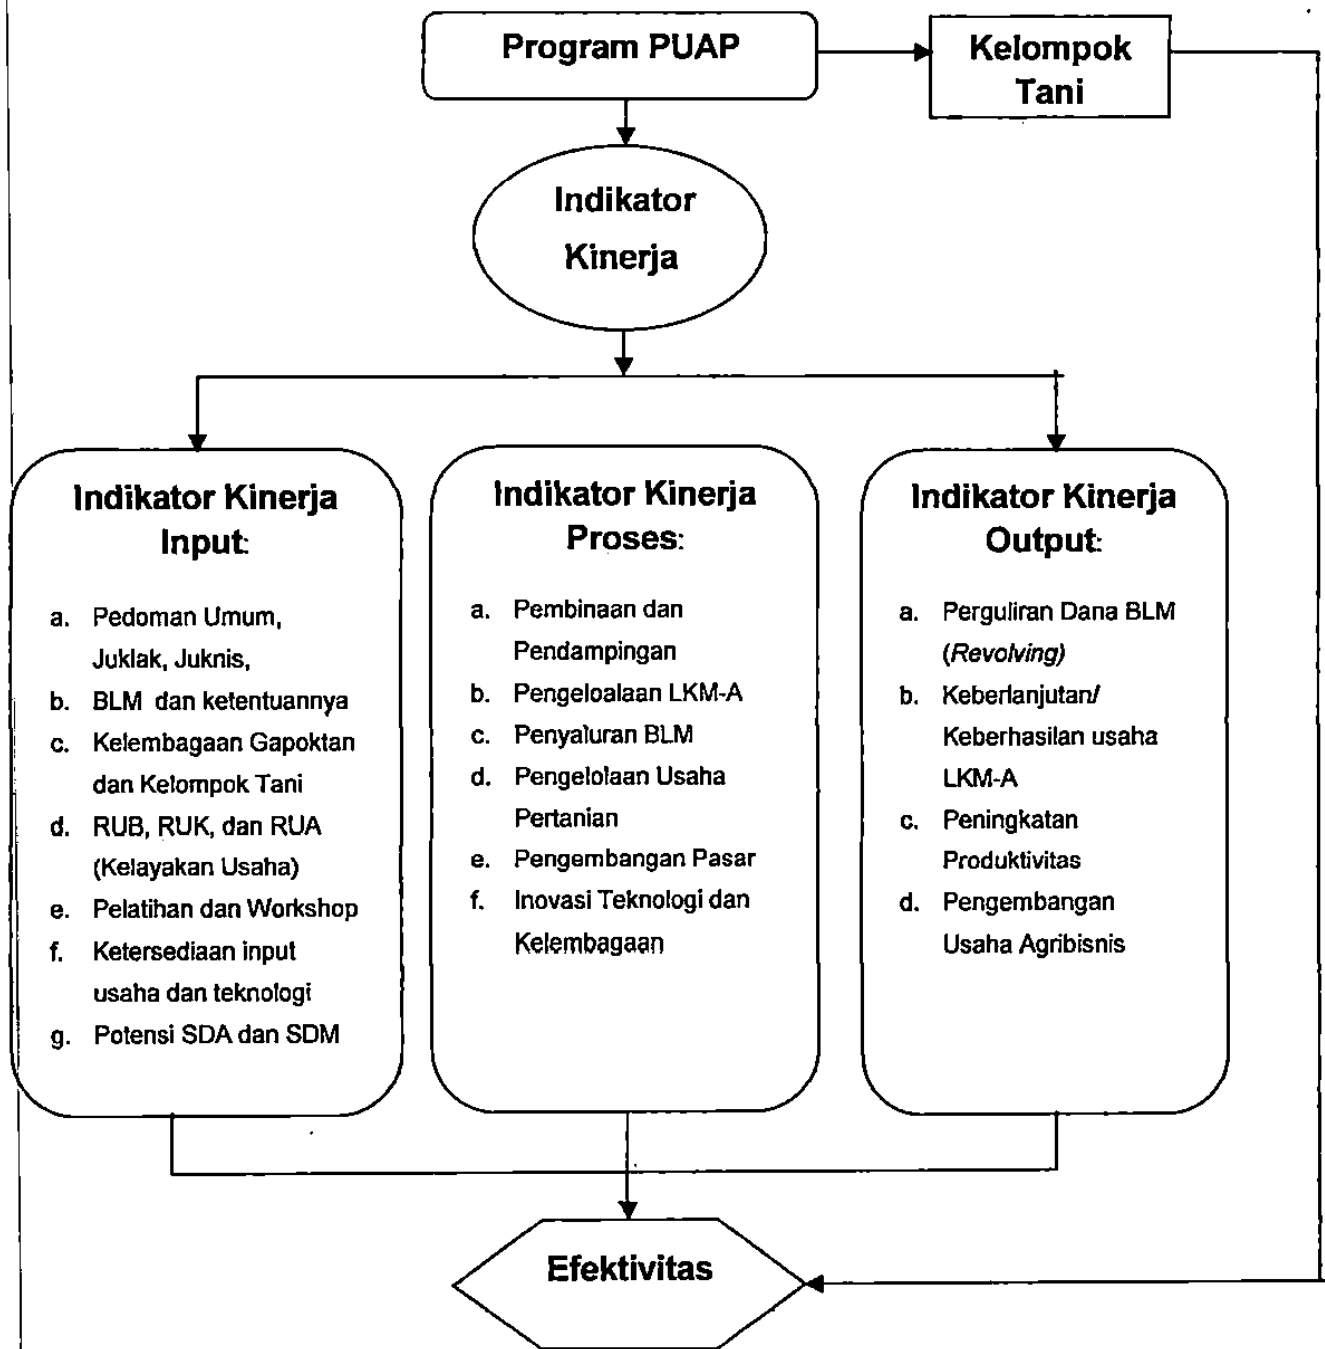 Program PUAP
Kelompok
Tani
Indikator
Kinerja
Indikator Kinerja
Input:
a. Pedoman Umum,
Juklak, Juknis,
b. BLM dan ketentuannya
c. Kelembagaan Gapoktan
dan Kelompok Tani
d. RUB, RUK, dan RUA
(Kelayakan Usaha)
e. Pelatihan dan Workshop
f. Ketersediaan input
usaha dan teknologi
g. Potensi SDA dan SDM
Indikator Kinerja
Proses:
a. Pembinaan dan
Pendampingan
b. Pengeloalaan LKM-A
c. Penyaluran BLM
d. Pengelolaan Usaha
Pertanian
e. Pengembangan Pasar
f. Inovasi Teknologi dan
Kelembagaan
Indikator Kinerja
Output:
a. Perguliran Dana BLM
(Revolving)
b. Keberlanjutan/
Keberhasilan usaha
LKM-A
c. Peningkatan
Produktivitas
d. Pengembangan
Usaha Agribisnis
Efektivitas